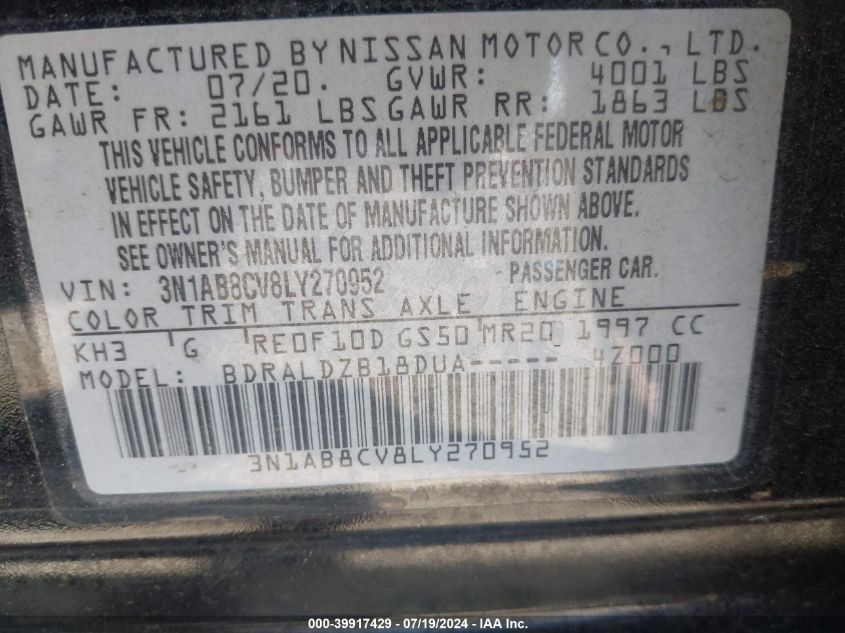 MANUFACTURED BY NISSAN MOTOR CO., LTD.
DATE: 07/20. GVWR: 4001 LBS
GAWR FR: 2161 LBS GAWR RR: 1863 LBS
THIS VEHICLE CONFORMS TO ALL APPLICABLE FEDERAL MOTOR
VEHICLE SAFETY, BUMPER AND THEFT PREVENTION STANDARDS
IN EFFECT ON THE DATE OF MANUFACTURE SHOWN ABOVE.
SEE OWNER'S MANUAL FOR ADDITIONAL INFORMATION.
VIN: 3N1AB8CV8LY270952 PASSENGER CAR.
COLOR TRIM TRANS AXLE ENGINE
KH3 G RE0F10D GS50 MR20 1997 CC
MODEL: BDRALDZB18DUA----- 4Z000
3N1AB8CV8LY270952
000-39917429 - 07/19/2024 - IAAI.com